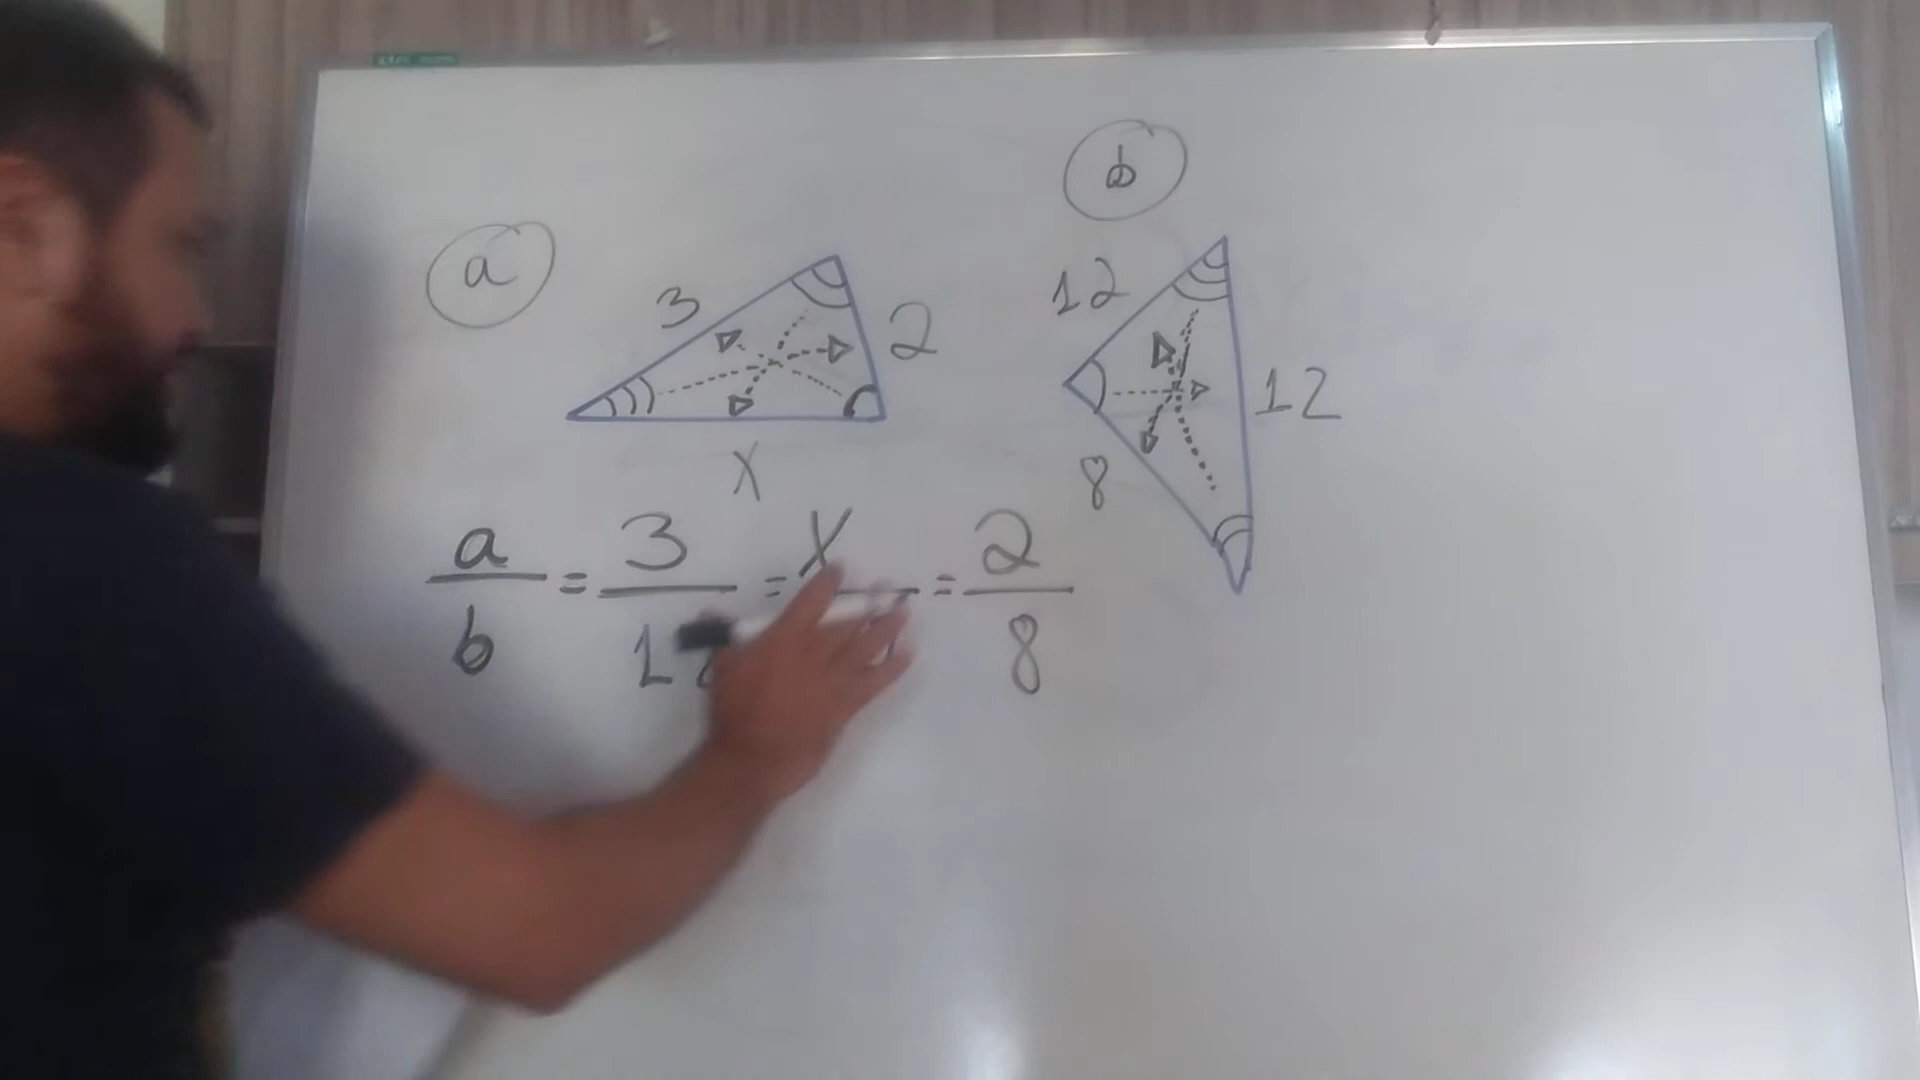 a
b
3
2
12
12
8
X
a/b = 3/1 = X/ = 2/8